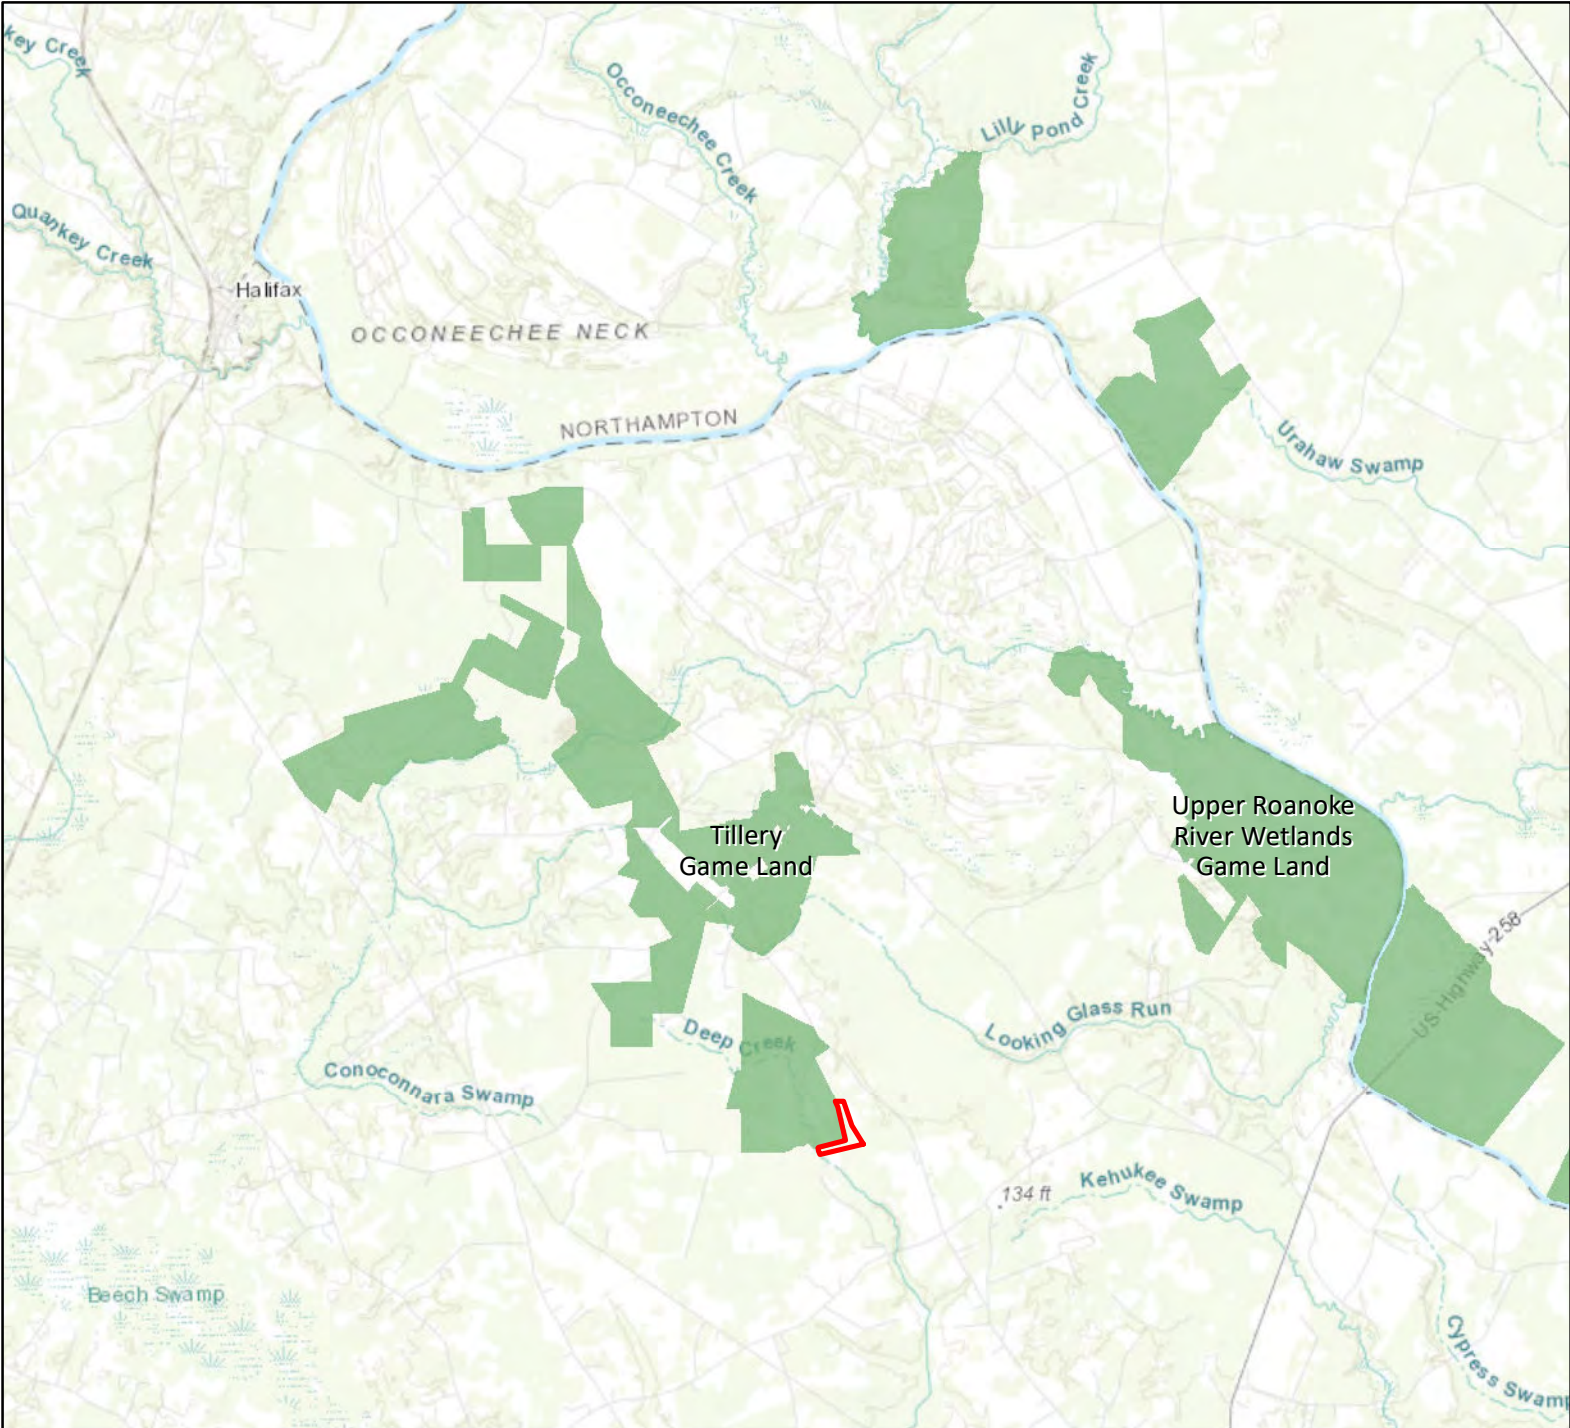 key Creek
Occoneechee Creek
Lilly Pond Creek
Quankey Creek
Halifax
OCCONEECHEE NECK
NORTHAMPTON
Urahaw Swamp
Upper Roanoke
River Wetlands
Game Land
Tillery
Game Land
US Highway 258
Looking Glass Run
Deep Creek
Conoconnara Swamp
134 ft
Kehukee Swamp
Beech Swamp
Cypress Swamp